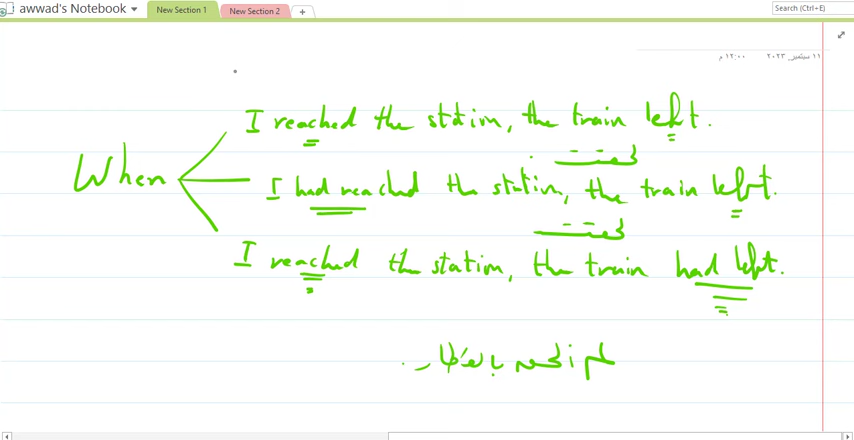 awwad's Notebook
New Section 1
New Section 2
+
Search (Ctrl+E)
١١ سبتمبر, ٢٠٢٣ ١٢:٠٠ م
When
I reached the station, the train left.
I had reached the station, the train left.
I reached the station, the train had left.
لم